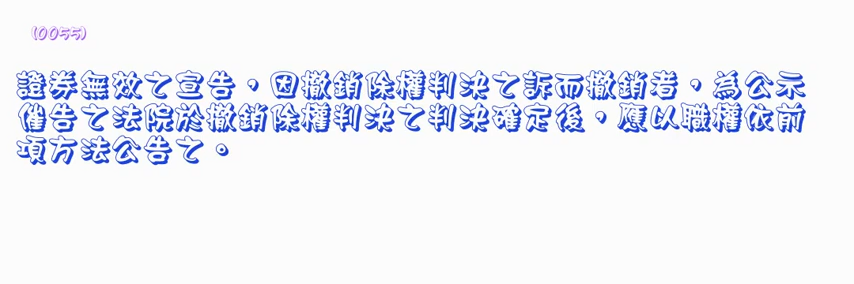 (0055)
證券無效之宣告，因撤銷除權判決之訴而撤銷者，為公示
催告之法院於撤銷除權判決之判決確定後，應以職權依前
項方法公告之。